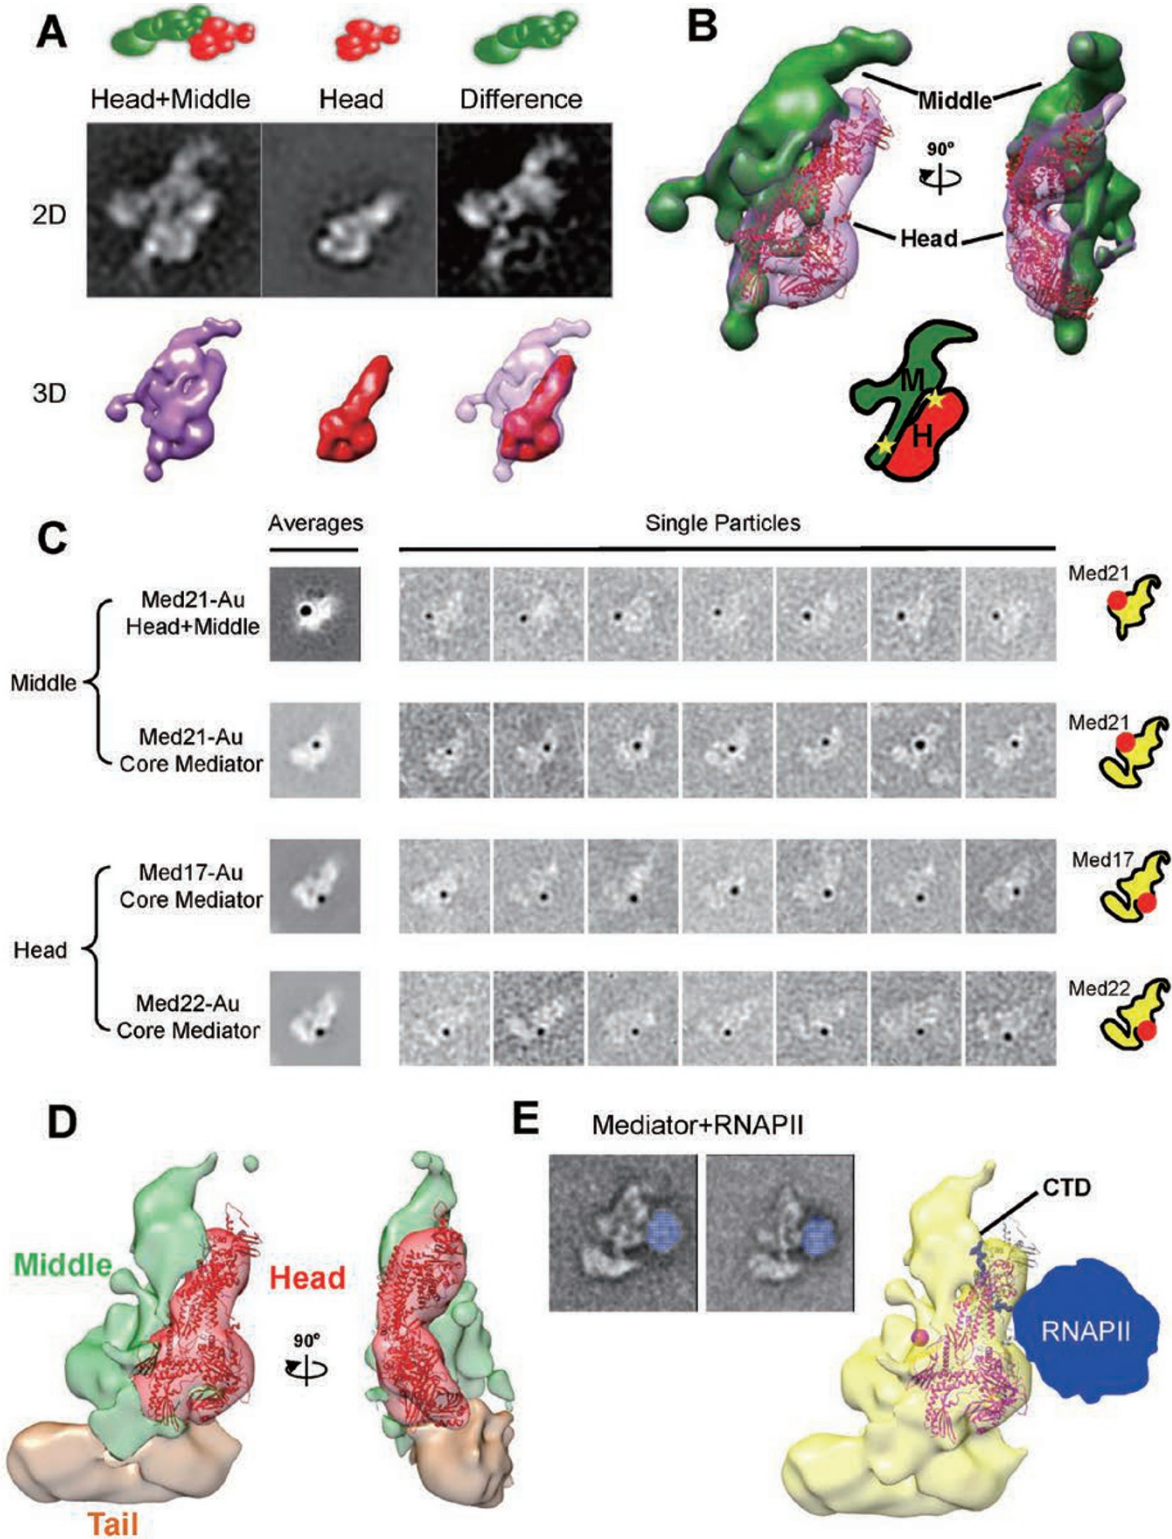 A
Head+Middle Head Difference
2D
3D
B
Middle
90°
Head
M
H
C
Averages Single Particles
Med21-Au
Head+Middle
Med21
Middle
Med21-Au
Core Mediator
Med21
Med17-Au
Core Mediator
Med17
Head
Med22-Au
Core Mediator
Med22
D
Middle
Head
90°
Tail
E
Mediator+RNAPII
CTD
RNAPII